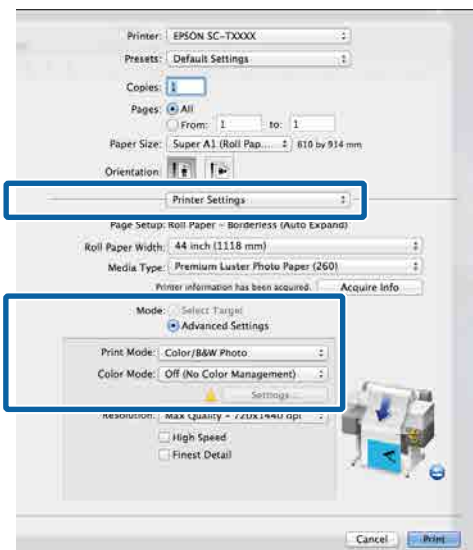 Printer: EPSON SC-TXXXX
Presets: Default Settings
Copies: 1
Pages: All
From: 1 to: 1
Paper Size: Super A1 (Roll Pap... 610 by 914 mm
Orientation
Printer Settings
Page Setup: Roll Paper - Borderless (Auto Expand)
Roll Paper Width: 44 inch (1118 mm)
Media Type: Premium Luster Photo Paper (260)
Printer information has been acquired. Acquire Info
Mode: Select Target
Advanced Settings
Print Mode: Color/B&W Photo
Color Mode: Off (No Color Management)
Settings...
Resolution: Max Quality - 720x1440 dpi
High Speed
Finest Detail
Cancel Print